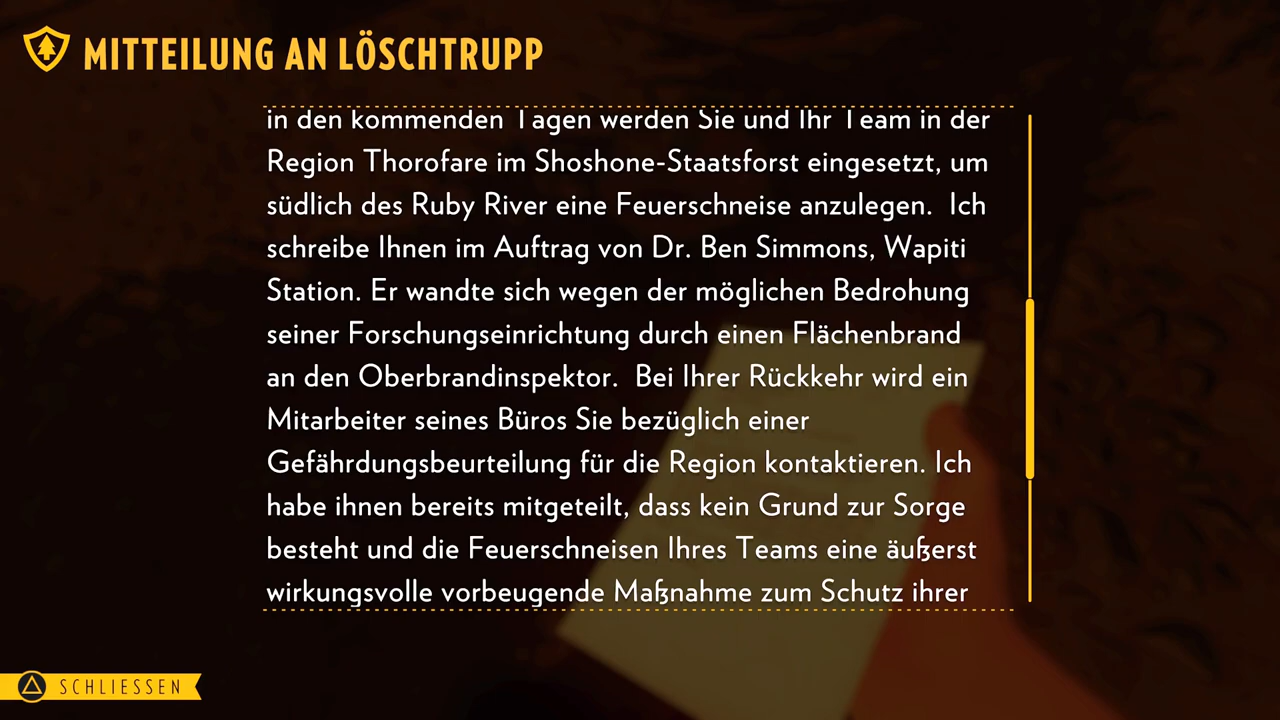 MITTEILUNG AN LÖSCHTRUPP
in den kommenden Tagen werden Sie und Ihr Team in der
Region Thorofare im Shoshone-Staatsforst eingesetzt, um
südlich des Ruby River eine Feuerschneise anzulegen.  Ich
schreibe Ihnen im Auftrag von Dr. Ben Simmons, Wapiti
Station. Er wandte sich wegen der möglichen Bedrohung
seiner Forschungseinrichtung durch einen Flächenbrand
an den Oberbrandinspektor.  Bei Ihrer Rückkehr wird ein
Mitarbeiter seines Büros Sie bezüglich einer
Gefährdungsbeurteilung für die Region kontaktieren. Ich
habe ihnen bereits mitgeteilt, dass kein Grund zur Sorge
besteht und die Feuerschneisen Ihres Teams eine äußerst
wirkungsvolle vorbeugende Maßnahme zum Schutz ihrer
SCHLIESSEN